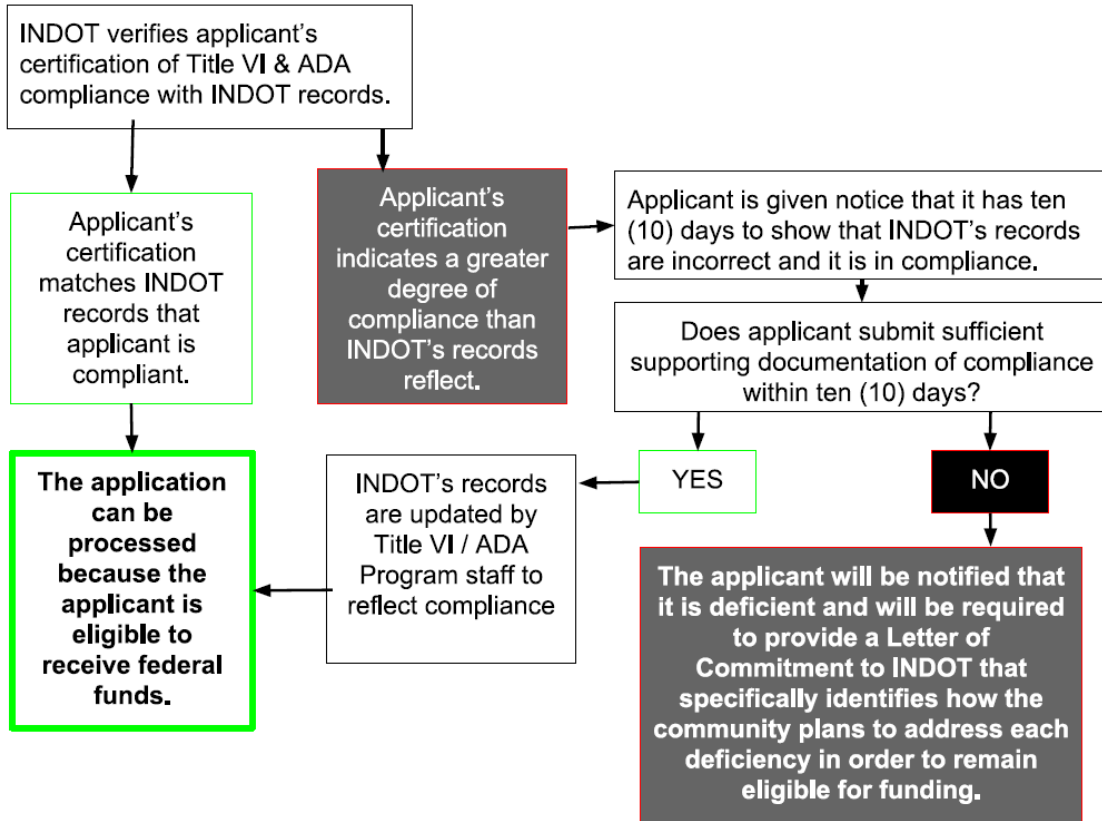 INDOT verifies applicant's
certification of Title VI & ADA
compliance with INDOT records.
Applicant's
certification
matches INDOT
records that
applicant is
compliant.
Applicant's
certification
indicates a greater
degree of
compliance than
INDOT's records
reflect.
Applicant is given notice that it has ten
(10) days to show that INDOT's records
are incorrect and it is in compliance.
Does applicant submit sufficient
supporting documentation of compliance
within ten (10) days?
YES
NO
INDOT's records
are updated by
Title VI / ADA
Program staff to
reflect compliance
The application
can be
processed
because the
applicant is
eligible to
receive federal
funds.
The applicant will be notified that
it is deficient and will be required
to provide a Letter of
Commitment to INDOT that
specifically identifies how the
community plans to address each
deficiency in order to remain
eligible for funding.